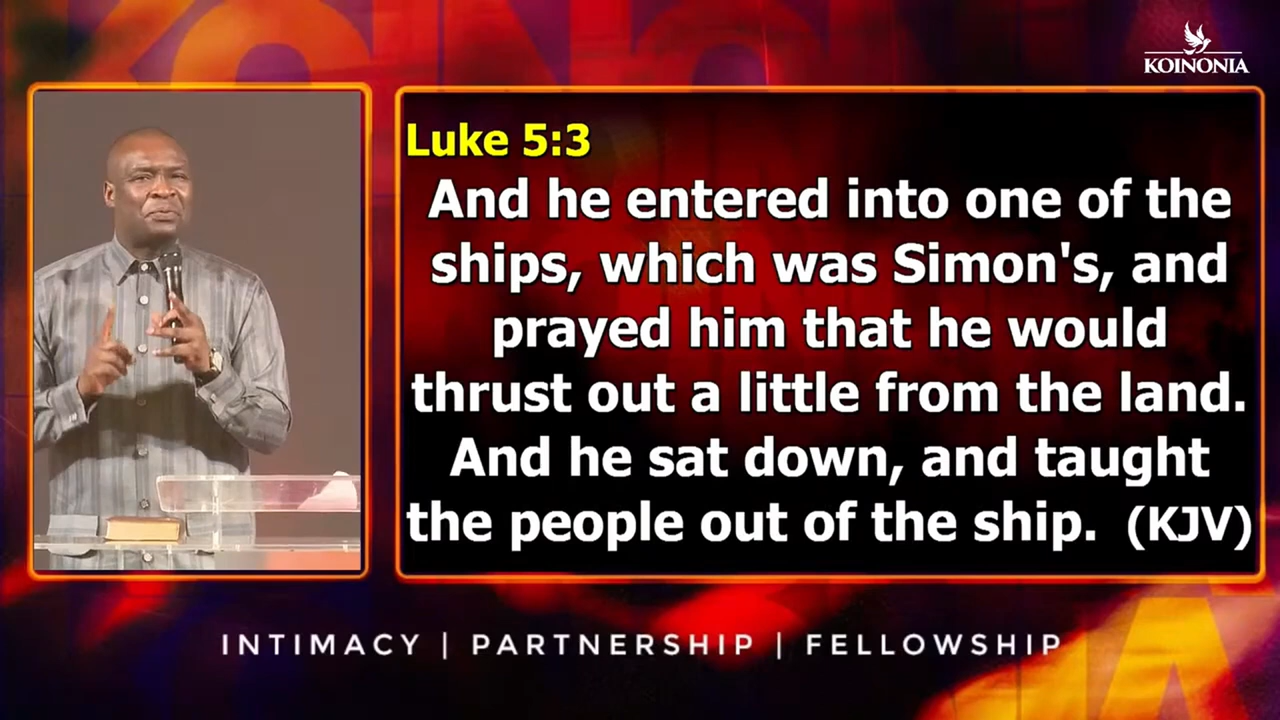 KOINONIA
Luke 5:3
And he entered into one of the
ships, which was Simon's, and
prayed him that he would
thrust out a little from the land.
And he sat down, and taught
the people out of the ship. (KJV)
INTIMACY | PARTNERSHIP | FELLOWSHIP